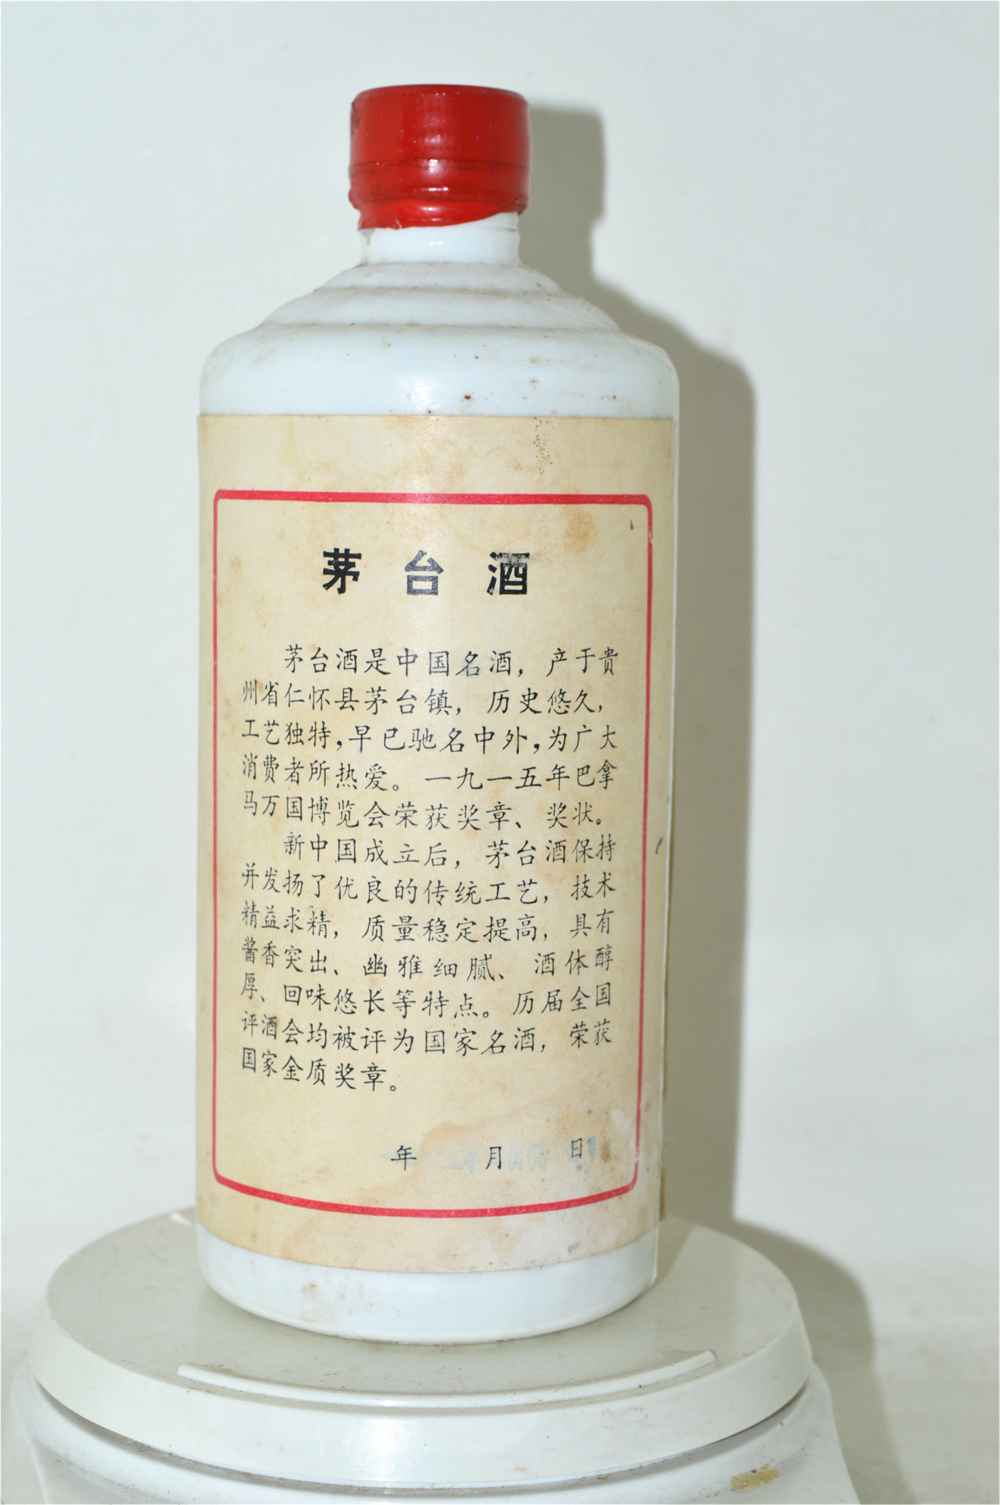 茅台酒
茅台酒是中国名酒，产于贵
州省仁怀县茅台镇，历史悠久，
工艺独特，早已驰名中外，为广大
消费者所热爱。一九一五年巴拿
马万国博览会荣获奖章、奖状。
新中国成立后，茅台酒保持
并发扬了优良的传统工艺，技术
精益求精，质量稳定提高，具有
酱香突出、幽雅细腻、酒体醇
厚、回味悠长等特点。历届全国
评酒会均被评为国家名酒，荣获
国家金质奖章。
年 月 日